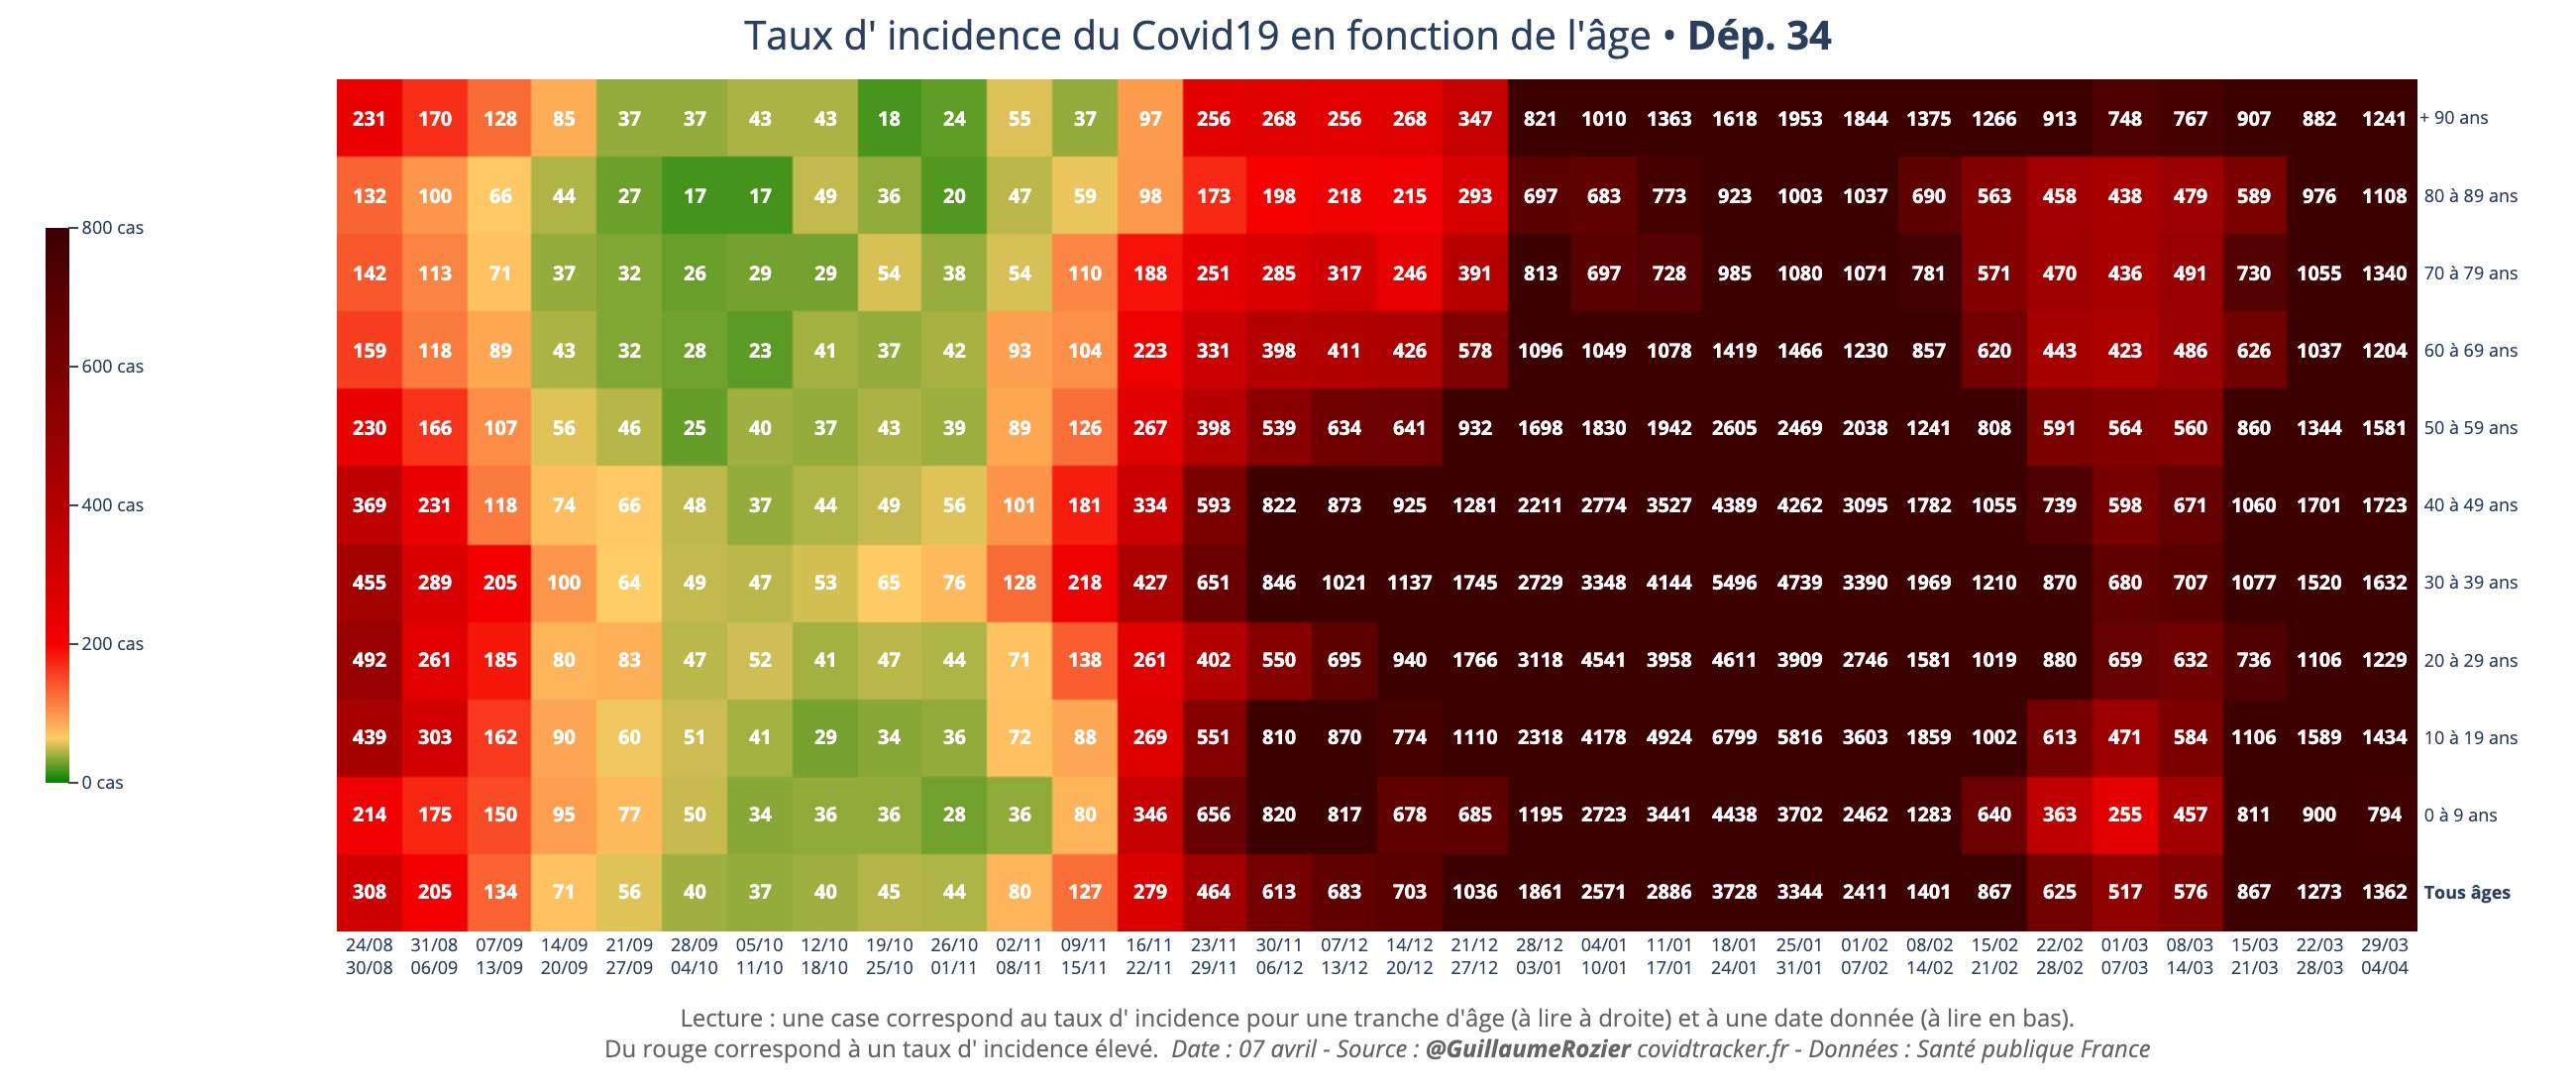 Taux d' incidence du Covid19 en fonction de l'âge • Dép. 34
800 cas
600 cas
400 cas
200 cas
0 cas
231 170 128 85 37 37 43 43 18 24 55 37 97 256 268 256 268 347 821 1010 1363 1618 1953 1844 1375 1266 913 748 767 907 882 1241 + 90 ans
132 100 66 44 27 17 17 49 36 20 47 59 98 173 198 218 215 293 697 683 773 923 1003 1037 690 563 458 438 479 589 976 1108 80 à 89 ans
142 113 71 37 32 26 29 29 54 38 54 110 188 251 285 317 246 391 813 697 728 985 1080 1071 781 571 470 436 491 730 1055 1340 70 à 79 ans
159 118 89 43 32 28 23 41 37 42 93 104 223 331 398 411 426 578 1096 1049 1078 1419 1466 1230 857 620 443 423 486 626 1037 1204 60 à 69 ans
230 166 107 56 46 25 40 37 43 39 89 126 267 398 539 634 641 932 1698 1830 1942 2605 2469 2038 1241 808 591 564 560 860 1344 1581 50 à 59 ans
369 231 118 74 66 48 37 44 49 56 101 181 334 593 822 873 925 1281 2211 2774 3527 4389 4262 3095 1782 1055 739 598 671 1060 1701 1723 40 à 49 ans
455 289 205 100 64 49 47 53 65 76 128 218 427 651 846 1021 1137 1745 2729 3348 4144 5496 4739 3390 1969 1210 870 680 707 1077 1520 1632 30 à 39 ans
492 261 185 80 83 47 52 41 47 44 71 138 261 402 550 695 940 1766 3118 4541 3958 4611 3909 2746 1581 1019 880 659 632 736 1106 1229 20 à 29 ans
439 303 162 90 60 51 41 29 34 36 72 88 269 551 810 870 774 1110 2318 4178 4924 6799 5816 3603 1859 1002 613 471 584 1106 1589 1434 10 à 19 ans
214 175 150 95 77 50 34 36 36 28 36 80 346 656 820 817 678 685 1195 2723 3441 4438 3702 2462 1283 640 363 255 457 811 900 794 0 à 9 ans
308 205 134 71 56 40 37 40 45 44 80 127 279 464 613 683 703 1036 1861 2571 2886 3728 3344 2411 1401 867 625 517 576 867 1273 1362 Tous âges
24/08 31/08 07/09 14/09 21/09 28/09 05/10 12/10 19/10 26/10 02/11 09/11 16/11 23/11 30/11 07/12 14/12 21/12 28/12 04/01 11/01 18/01 25/01 01/02 08/02 15/02 22/02 01/03 08/03 15/03 22/03 29/03
30/08 06/09 13/09 20/09 27/09 04/10 11/10 18/10 25/10 01/11 08/11 15/11 22/11 29/11 06/12 13/12 20/12 27/12 03/01 10/01 17/01 24/01 31/01 07/02 14/02 21/02 28/02 07/03 14/03 21/03 28/03 04/04
Lecture : une case correspond au taux d' incidence pour une tranche d'âge (à lire à droite) et à une date donnée (à lire en bas).
Du rouge correspond à un taux d' incidence élevé. Date : 07 avril - Source : @GuillaumeRozier covidtracker.fr - Données : Santé publique France